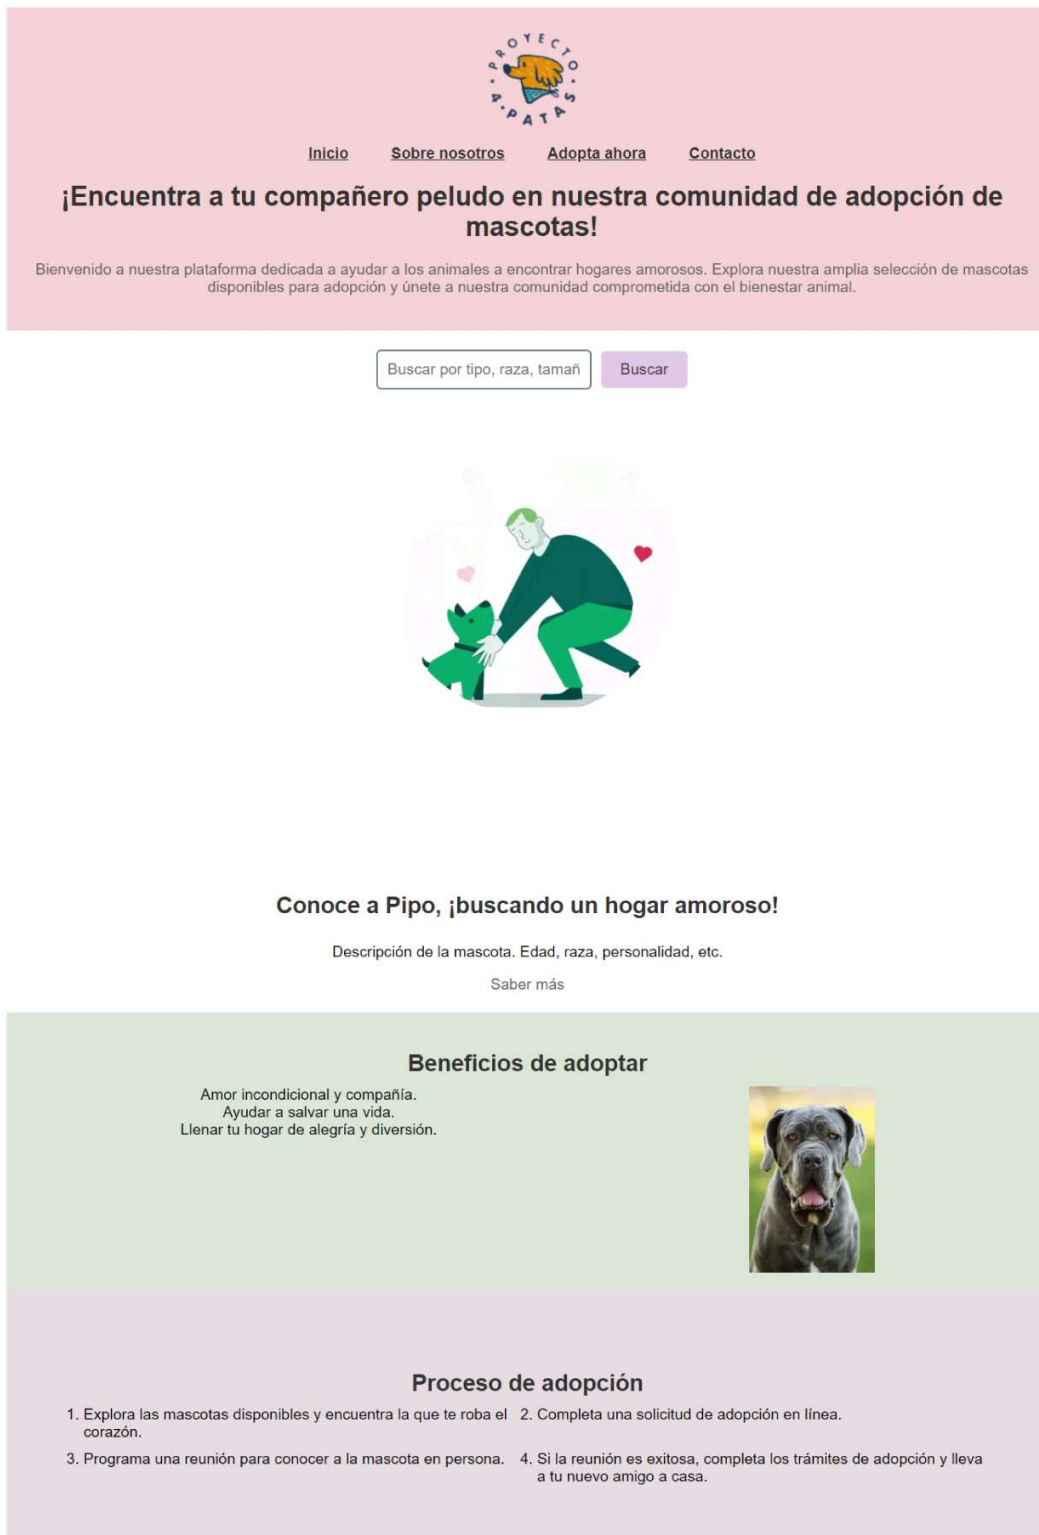 PROYECTO
4·PATAS
Inicio Sobre nosotros Adopta ahora Contacto
¡Encuentra a tu compañero peludo en nuestra comunidad de adopción de
mascotas!
Bienvenido a nuestra plataforma dedicada a ayudar a los animales a encontrar hogares amorosos. Explora nuestra amplia selección de mascotas
disponibles para adopción y únete a nuestra comunidad comprometida con el bienestar animal.
Buscar por tipo, raza, tamañ Buscar
Conoce a Pipo, ¡buscando un hogar amoroso!
Descripción de la mascota. Edad, raza, personalidad, etc.
Saber más
Beneficios de adoptar
Amor incondicional y compañía.
Ayudar a salvar una vida.
Llenar tu hogar de alegría y diversión.
Proceso de adopción
1. Explora las mascotas disponibles y encuentra la que te roba el
corazón.
2. Completa una solicitud de adopción en línea.
3. Programa una reunión para conocer a la mascota en persona.
4. Si la reunión es exitosa, completa los trámites de adopción y lleva
a tu nuevo amigo a casa.